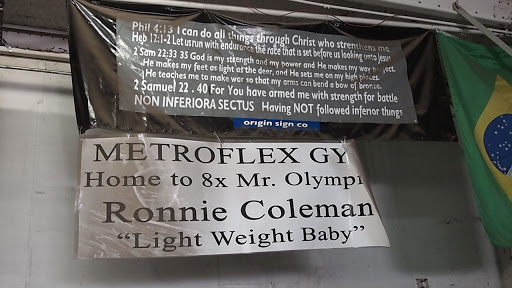 Phil 4:13 I can do all things through Christ who strenthens me
Heb 12:1-2 Let us run with endurance the race that is set before us looking unto Jesus
2 Sam 22:33 35 God is my strength and my power and He makes my way perject.
He makes my feet as light as the deer, and He sets me on my high places.
He teaches me to make war so that my arms can bend a bow of bronze.
2 Samuel 22 . 40 For You have armed me with strength for battle
NON INFERIORA SECTUS Having NOT followed inferior things
origin sign co
METROFLEX GY
Home to 8x Mr. Olympi
Ronnie Coleman
“Light Weight Baby”